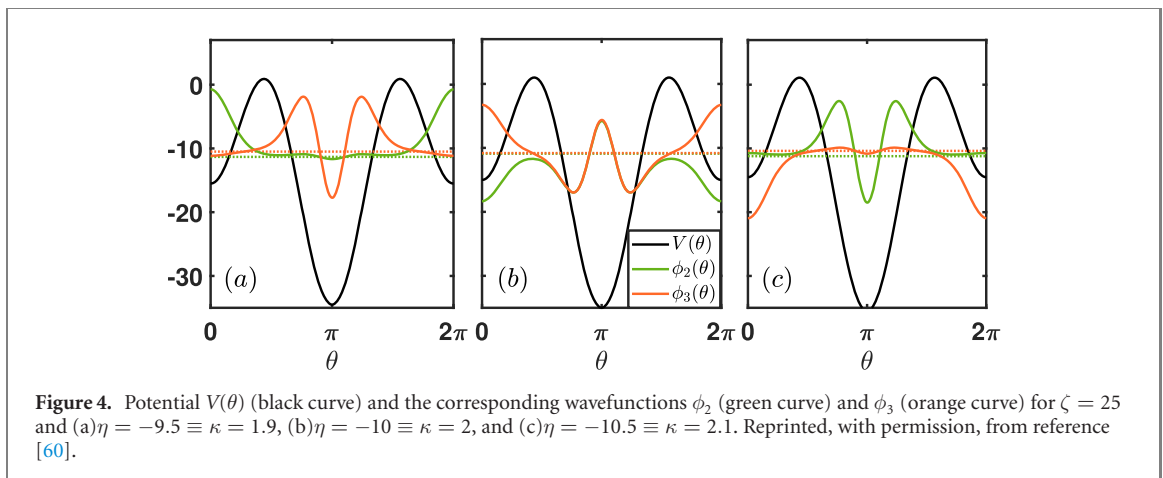 0
-10
-20
-30
(a)
(b)
(c)
V(θ)
ϕ₂(θ)
ϕ₃(θ)
0 π 2π 0 π 2π 0 π 2π
θ θ θ
Figure 4. Potential V(θ) (black curve) and the corresponding wavefunctions ϕ₂ (green curve) and ϕ₃ (orange curve) for ζ = 25
and (a)η = −9.5 ≡ κ = 1.9, (b)η = −10 ≡ κ = 2, and (c)η = −10.5 ≡ κ = 2.1. Reprinted, with permission, from reference
[60].